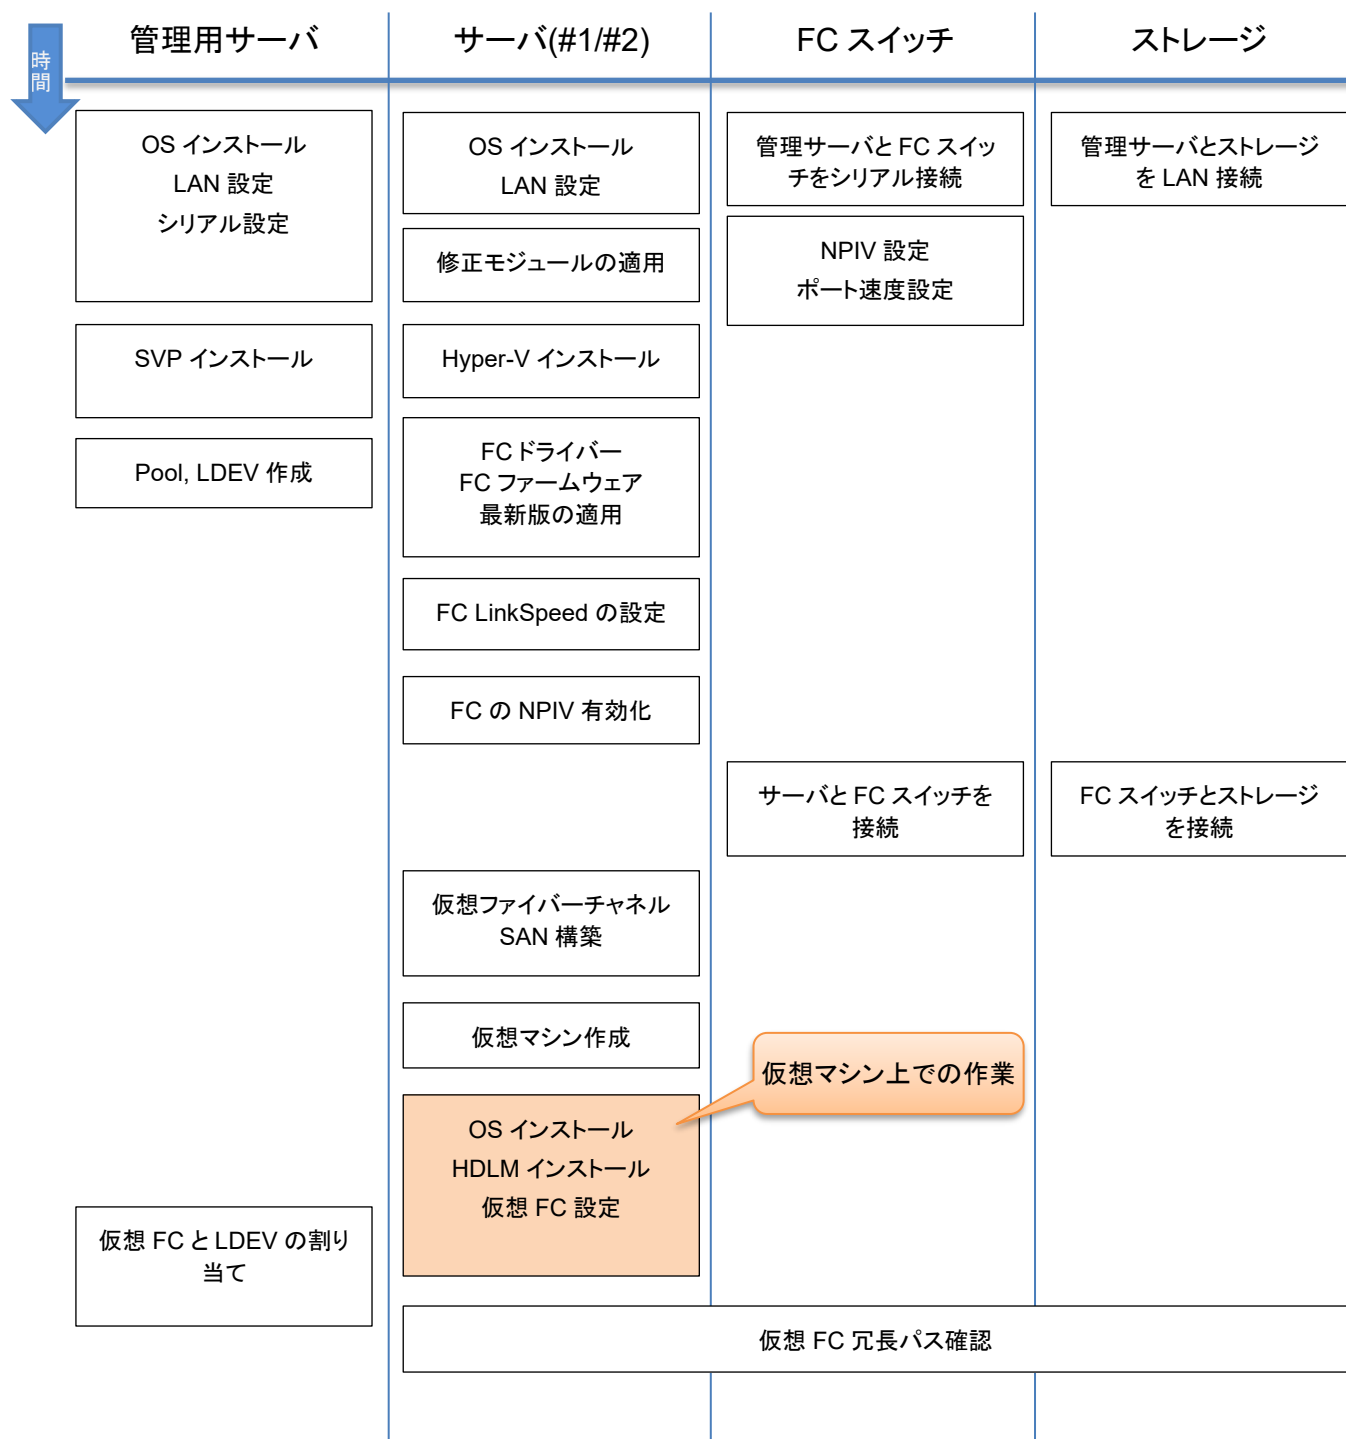 時間
管理用サーバ
サーバ(#1/#2)
FC スイッチ
ストレージ
OS インストール
LAN 設定
シリアル設定
OS インストール
LAN 設定
管理サーバと FC スイッ
チをシリアル接続
管理サーバとストレージ
を LAN 接続
修正モジュールの適用
NPIV 設定
ポート速度設定
SVP インストール
Hyper-V インストール
Pool, LDEV 作成
FC ドライバー
FC ファームウェア
最新版の適用
FC LinkSpeed の設定
FC の NPIV 有効化
サーバと FC スイッチを
接続
FC スイッチとストレージ
を接続
仮想ファイバーチャネル
SAN 構築
仮想マシン作成
仮想マシン上での作業
OS インストール
HDLM インストール
仮想 FC 設定
仮想 FC と LDEV の割り
当て
仮想 FC 冗長パス確認